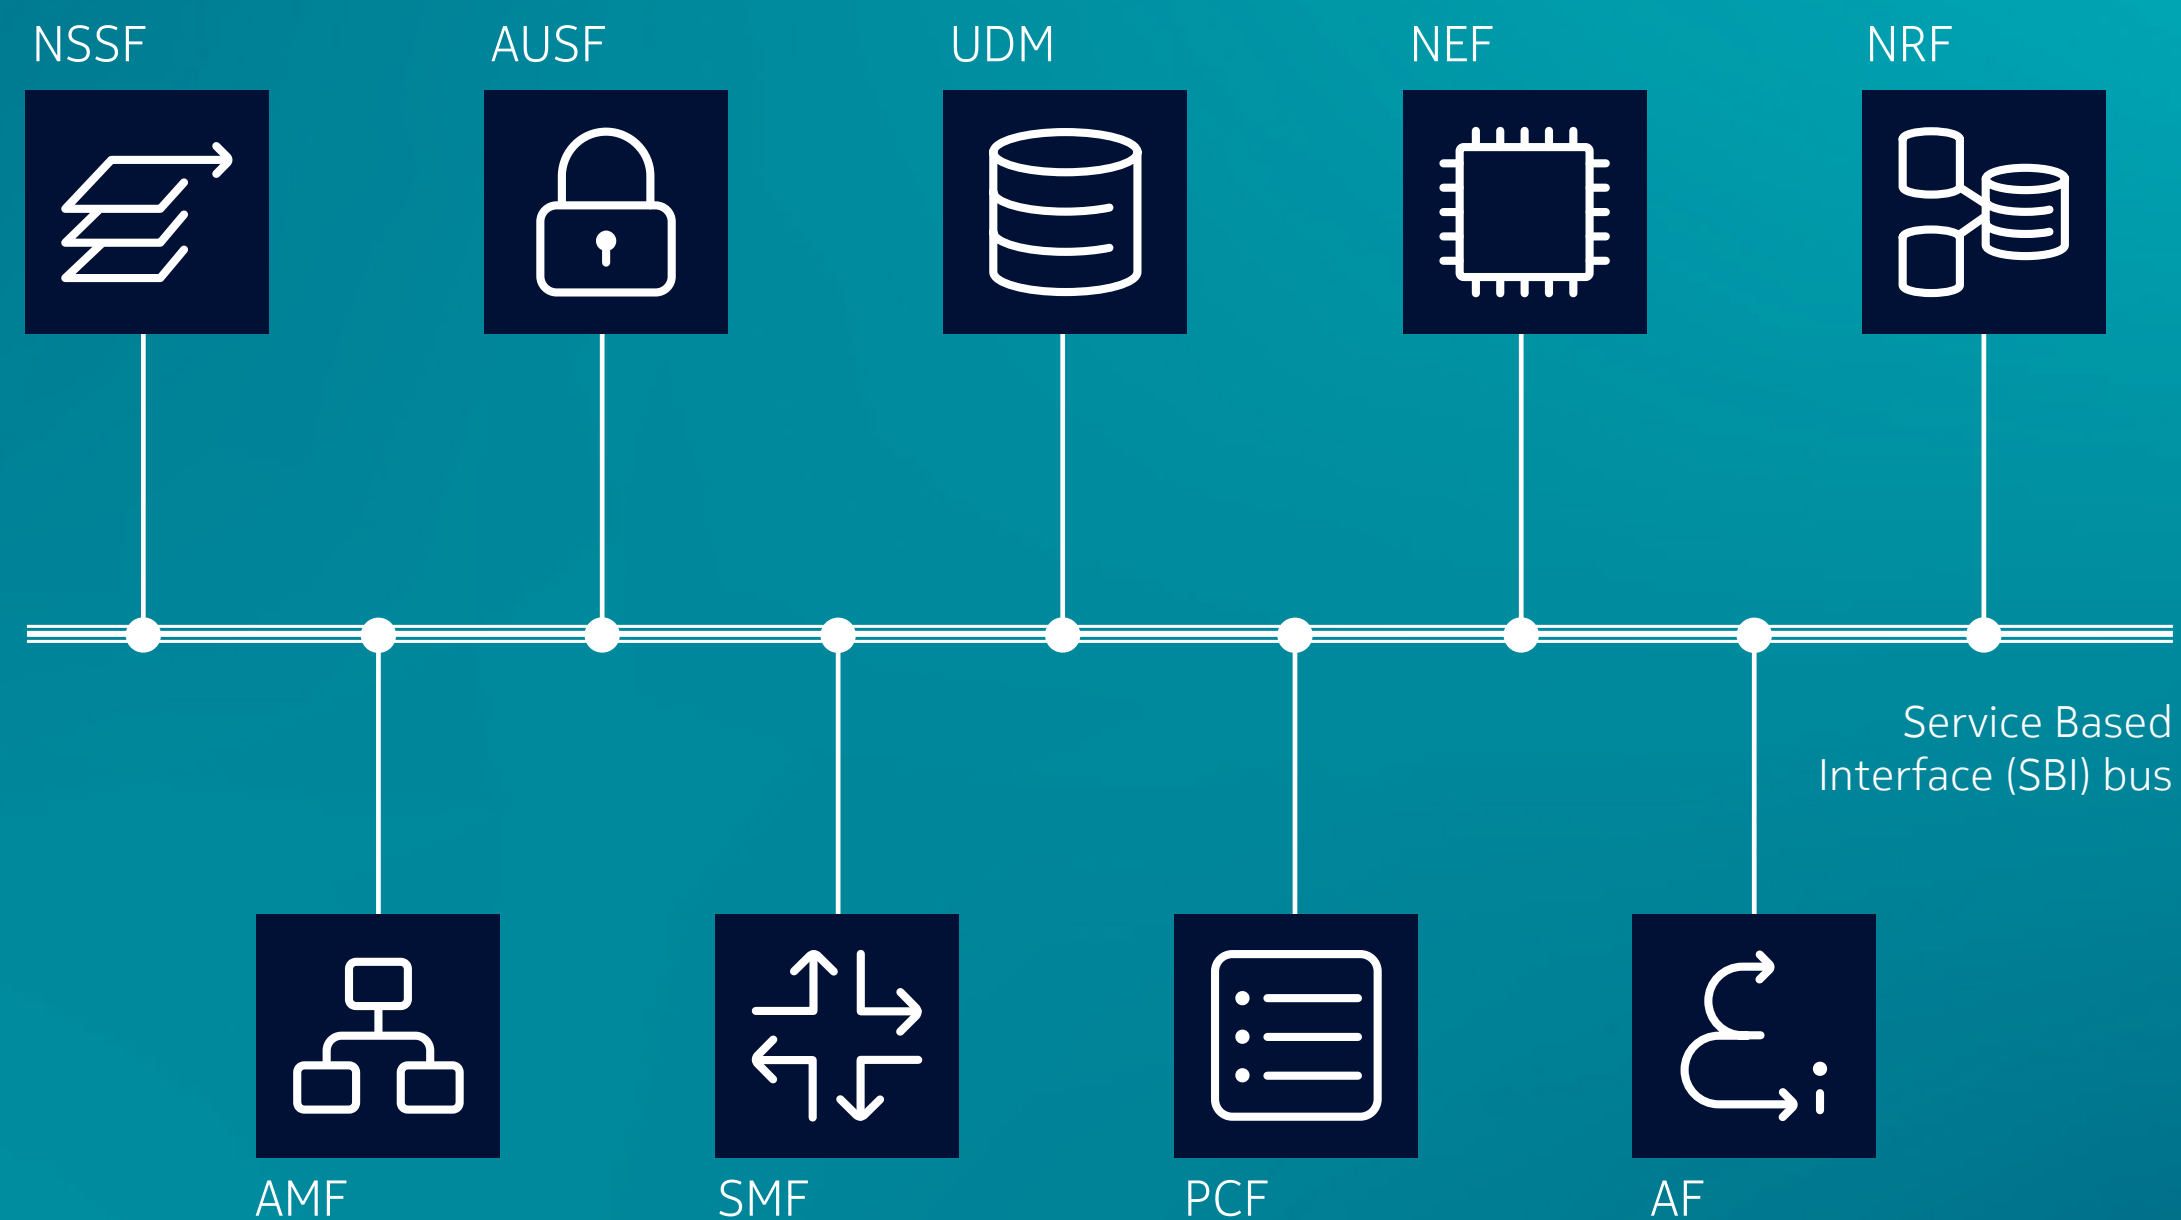 NSSF
AUSF
UDM
NEF
NRF
Service Based
Interface (SBI) bus
AMF
SMF
PCF
AF